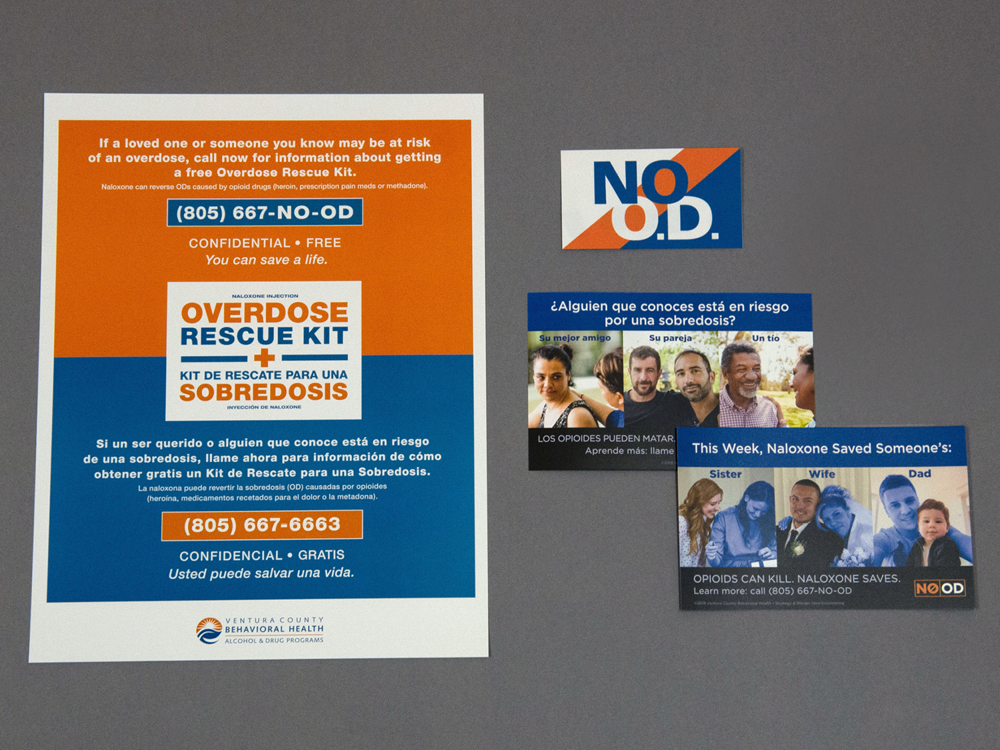 If a loved one or someone you know may be at risk
of an overdose, call now for information about getting
a free Overdose Rescue Kit.
Naloxone can reverse ODs caused by opioid drugs (heroin, prescription pain meds or methadone).
(805) 667-NO-OD
CONFIDENTIAL • FREE
You can save a life.
NALOXONE INJECTION
OVERDOSE
RESCUE KIT
KIT DE RESCATE PARA UNA
SOBREDOSIS
INYECCIÓN DE NALOXONE
Si un ser querido o alguien que conoce está en riesgo
de una sobredosis, llame ahora para información de cómo
obtener gratis un Kit de Rescate para una Sobredosis.
La naloxona puede revertir la sobredosis (OD) causadas por opioides
(heroína, medicamentos recetados para el dolor o la metadona).
(805) 667-6663
CONFIDENCIAL • GRATIS
Usted puede salvar una vida.
VENTURA COUNTY
BEHAVIORAL HEALTH
ALCOHOL & DRUG PROGRAMS
NO
O.D.
¿Alguien que conoces está en riesgo
por una sobredosis?
Su mejor amigo
Su pareja
Un tío
LOS OPIOIDES PUEDEN MATAR.
Aprende más: llame
This Week, Naloxone Saved Someone's:
Sister
Wife
Dad
OPIOIDS CAN KILL. NALOXONE SAVES.
Learn more: call (805) 667-NO-OD
NO OD
Ventura County Behavioral Health • Strategy & Design: Idea Engineering